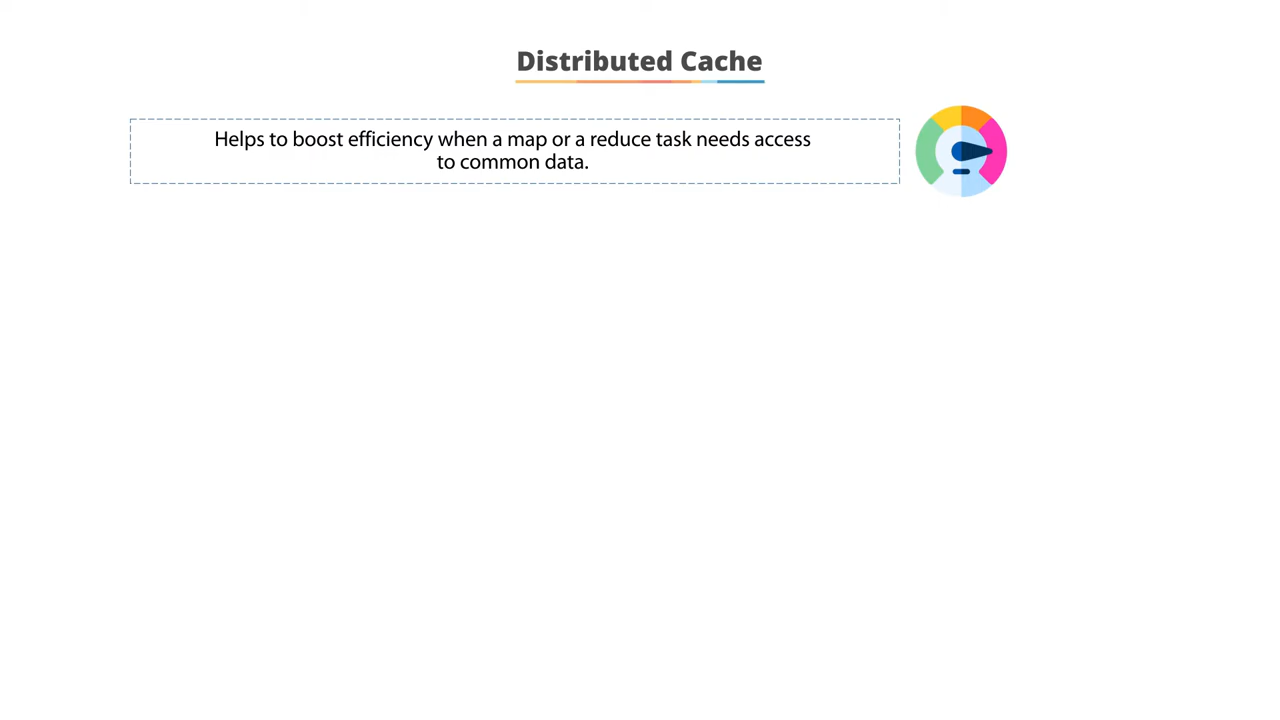 Distributed Cache
Helps to boost efficiency when a map or a reduce task needs access
to common data.